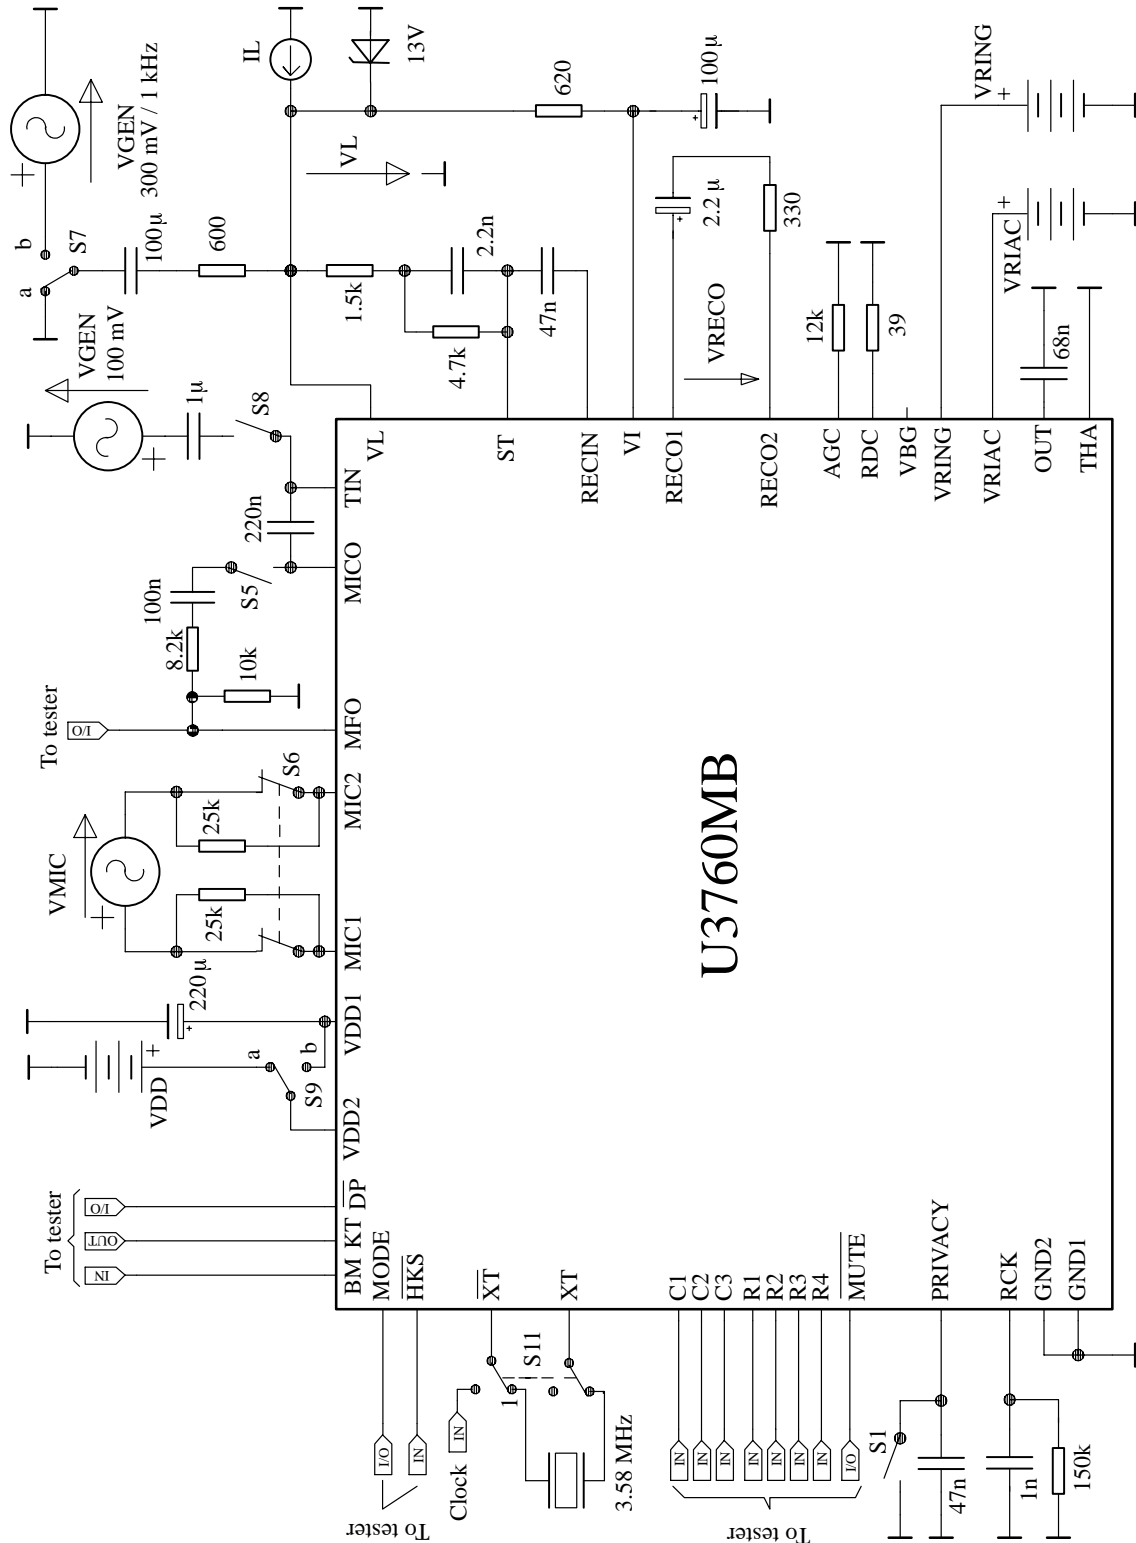 VGEN
300 mV / 1 kHz
IL
13V
b
a
S7
100µ
600
VL
620
100µ
VRING
VGEN
100 mV
1µ
S8
1.5k
2.2n
4.7k
47n
2.2 µ
330
VRECO
12k
39
VRIAC
68n
To tester
I/O
100n
8.2k
10k
S5
220n
VMIC
25k
25k
S6
220 µ
VDD
a
b
S9
To tester
IN
OUT
I/O
BM
KT
DP
VDD2
VDD1
MIC1
MIC2
MFO
MICO
TIN
VL
ST
RECIN
VI
RECO1
RECO2
AGC
RDC
VBG
VRING
VRIAC
OUT
THA
U3760MB
MODE
HKS
XT
XT
C1
C2
C3
R1
R2
R3
R4
MUTE
PRIVACY
RCK
GND2
GND1
I/O
IN
To tester
Clock
IN
1
S11
3.58 MHz
IN
IN
IN
IN
IN
IN
IN
I/O
To tester
S1
47n
1n
150k